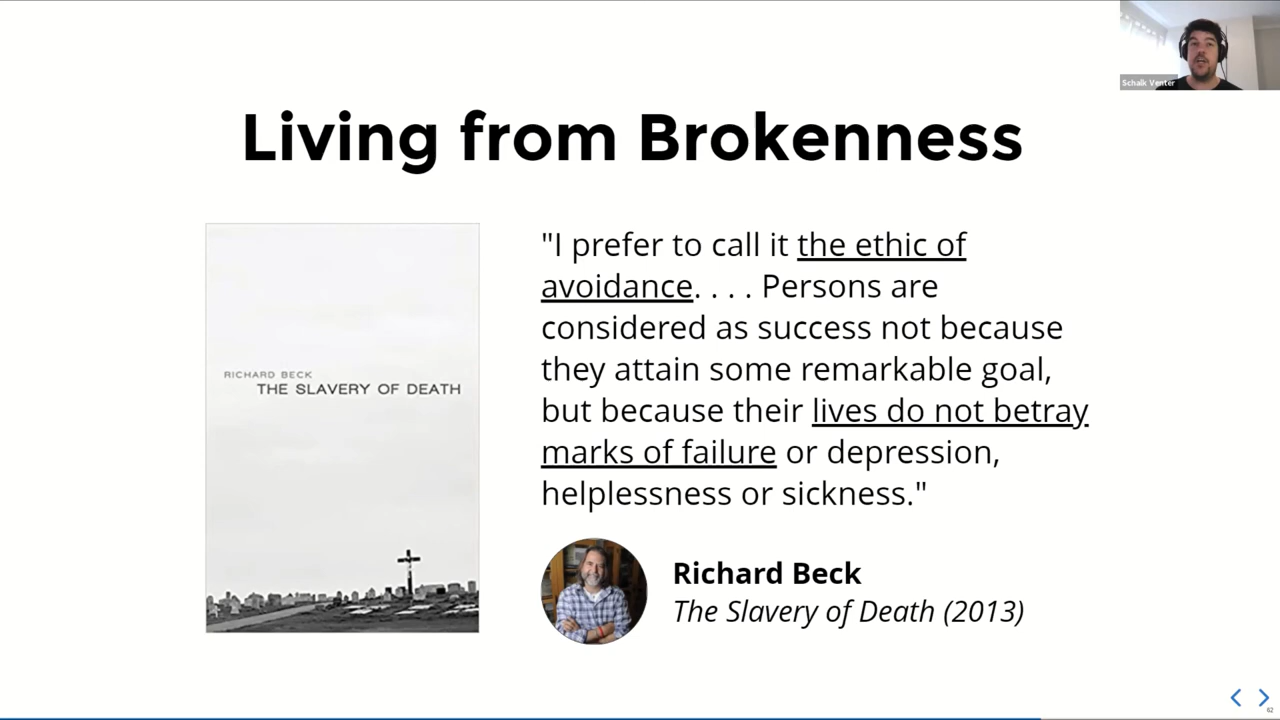 Schalk Venter
Living from Brokenness
RICHARD BECK
THE SLAVERY OF DEATH
"I prefer to call it the ethic of
avoidance. . . . Persons are
considered as success not because
they attain some remarkable goal,
but because their lives do not betray
marks of failure or depression,
helplessness or sickness."
Richard Beck
The Slavery of Death (2013)
62